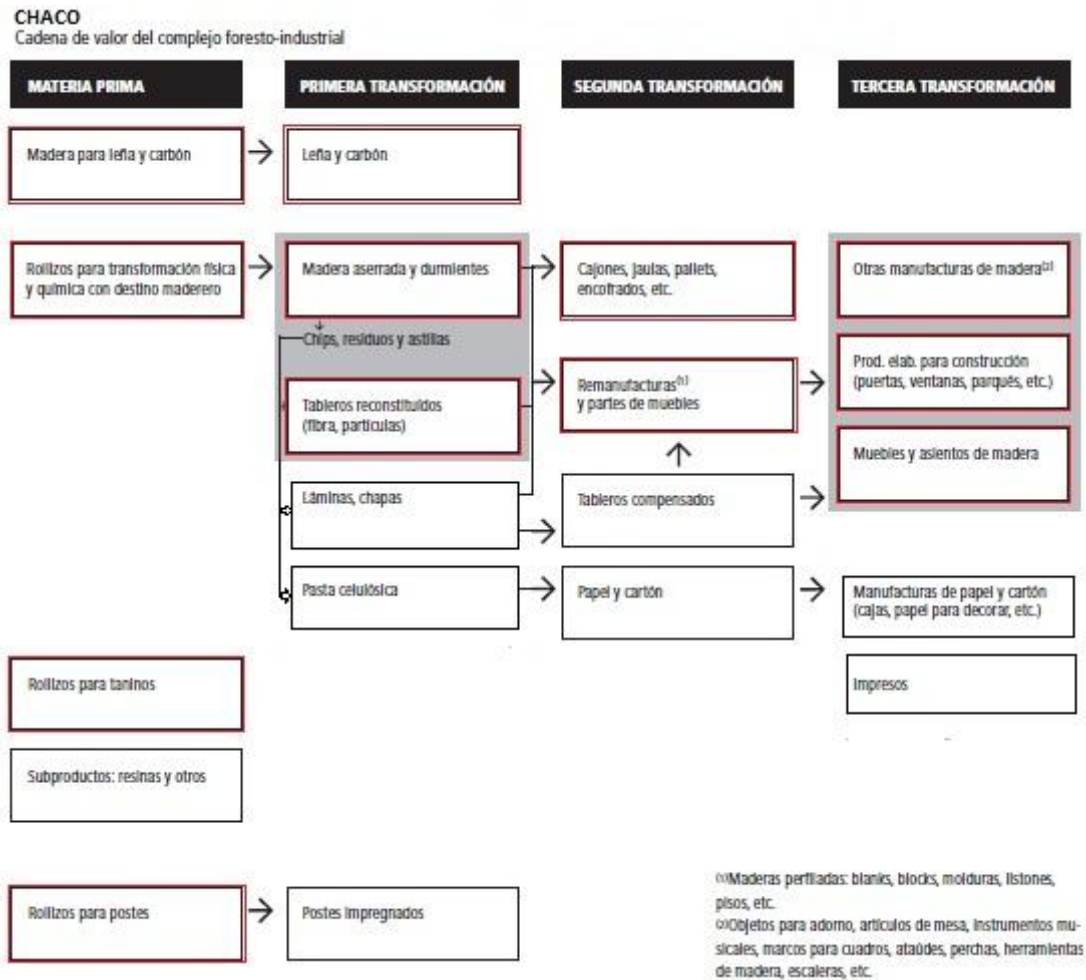 CHACO
Cadena de valor del complejo foresto-industrial
MATERIA PRIMA
PRIMERA TRANSFORMACIÓN
SEGUNDA TRANSFORMACIÓN
TERCERA TRANSFORMACIÓN
Madera para leña y carbón
Leña y carbón
Rollizos para transformación física
y química con destino maderero
Madera aserrada y durmientes
Cajones, jaulas, pallets,
encofrados, etc.
Otras manufacturas de madera(2)
Chips, residuos y astillas
Tableros reconstituidos
(fibra, partículas)
Remanufacturas(1)
y partes de muebles
Prod. elab. para construcción
(puertas, ventanas, parqués, etc.)
Muebles y asientos de madera
Láminas, chapas
Tableros compensados
Pasta celulósica
Papel y cartón
Manufacturas de papel y cartón
(cajas, papel para decorar, etc.)
Impresos
Rollizos para taninos
Subproductos: resinas y otros
Rollizos para postes
Postes impregnados
(1)Maderas perfiladas: blanks, blocks, molduras, listones,
pisos, etc.
(2)Objetos para adorno, artículos de mesa, instrumentos mu-
sicales, marcos para cuadros, ataúdes, perchas, herramientas
de madera, escaleras, etc.